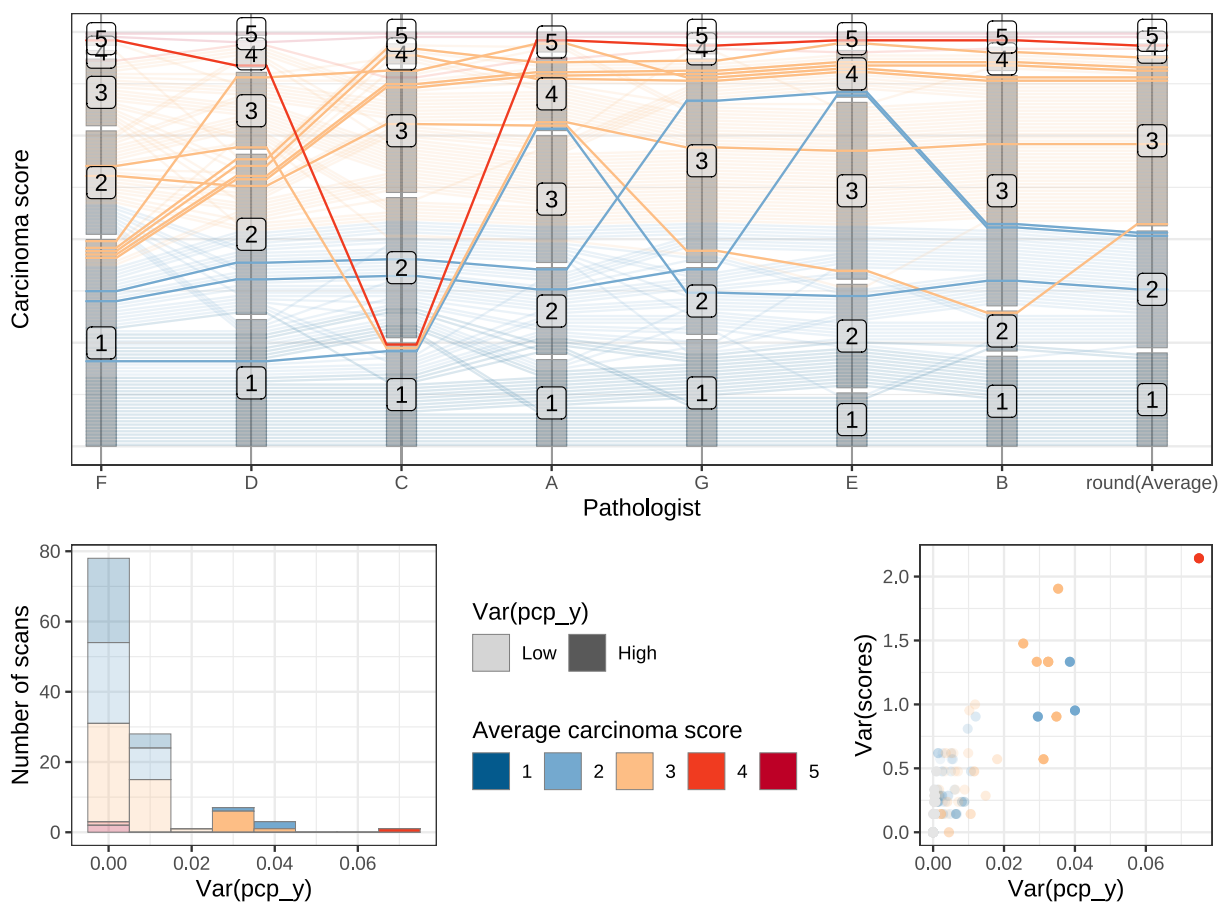 Carcinoma score
5 5 5 5 5 5 5 5
4 4 4 4 4 4 4 4
3 3 3 3 3 3 3 3
2 2 2 2 2 2 2 2
1 1 1 1 1 1 1 1
F D C A G E B round(Average)
Pathologist
Number of scans
80
60
40
20
0
0.00 0.02 0.04 0.06
Var(pcp_y)
Var(pcp_y)
Low High
Average carcinoma score
1 2 3 4 5
Var(scores)
2.0
1.5
1.0
0.5
0.0
0.00 0.02 0.04 0.06
Var(pcp_y)